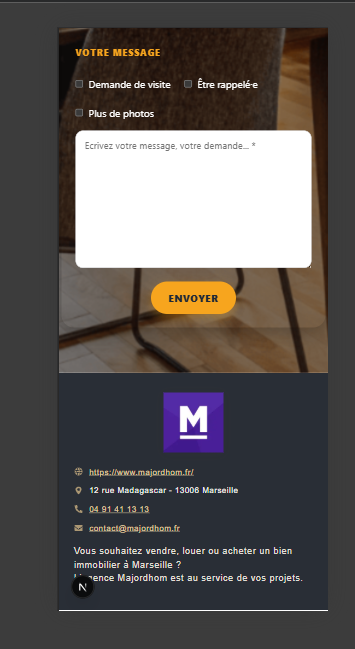 VOTRE MESSAGE
Demande de visite Être rappelé·e
Plus de photos
Ecrivez votre message, votre demande... *
ENVOYER
M
https://www.majordhom.fr/
12 rue Madagascar - 13006 Marseille
04 91 41 13 13
contact@majordhom.fr
Vous souhaitez vendre, louer ou acheter un bien
immobilier à Marseille ?
Majordhom est au service de vos projets.
N